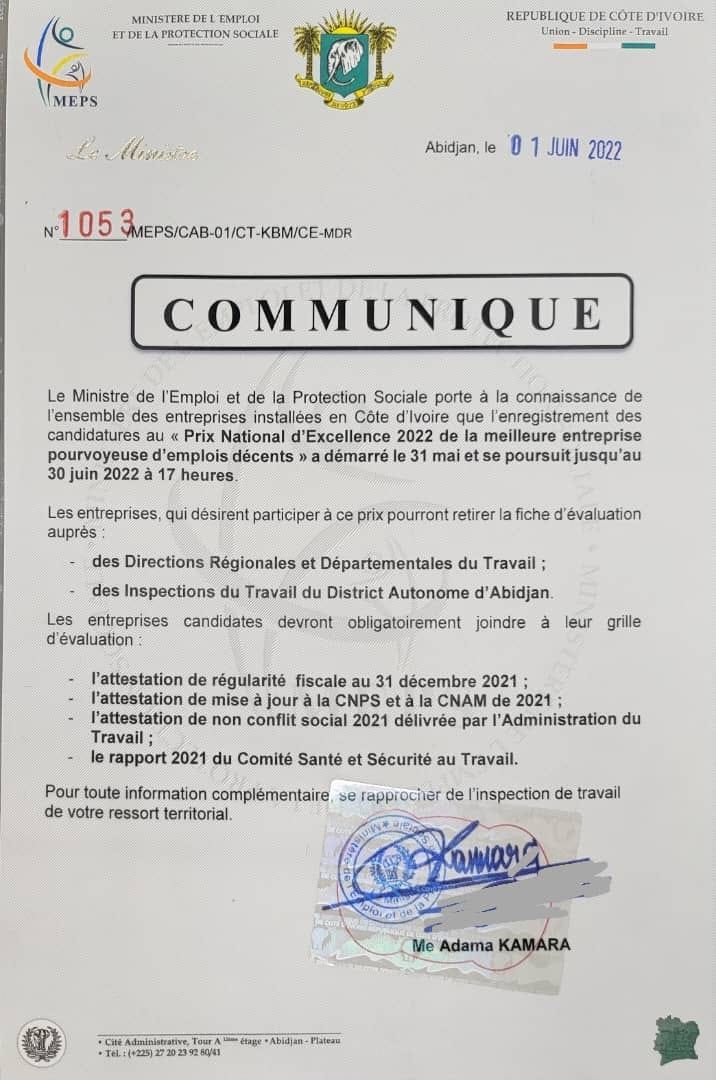 MINISTERE DE L'EMPLOI
ET DE LA PROTECTION SOCIALE
REPUBLIQUE DE CÔTE D'IVOIRE
Union - Discipline - Travail
MEPS
Le Ministre
Abidjan, le 01 JUIN 2022
N°1053/MEPS/CAB-01/CT-KBM/CE-MDR
COMMUNIQUE
Le Ministre de l'Emploi et de la Protection Sociale porte à la connaissance de
l'ensemble des entreprises installées en Côte d'Ivoire que l'enregistrement des
candidatures au « Prix National d'Excellence 2022 de la meilleure entreprise
pourvoyeuse d'emplois décents » a démarré le 31 mai et se poursuit jusqu'au
30 juin 2022 à 17 heures.
Les entreprises, qui désirent participer à ce prix pourront retirer la fiche d'évaluation
auprès :
- des Directions Régionales et Départementales du Travail ;
- des Inspections du Travail du District Autonome d'Abidjan.
Les entreprises candidates devront obligatoirement joindre à leur grille
d'évaluation :
- l'attestation de régularité fiscale au 31 décembre 2021 ;
- l'attestation de mise à jour à la CNPS et à la CNAM de 2021 ;
- l'attestation de non conflit social 2021 délivrée par l'Administration du
Travail ;
- le rapport 2021 du Comité Santé et Sécurité au Travail.
Pour toute information complémentaire, se rapprocher de l'inspection de travail
de votre ressort territorial.
Kamara
Me Adama KAMARA
• Cité Administrative, Tour A étage • Abidjan - Plateau
• Tél. : (+225) 27 20 23 92 80/41